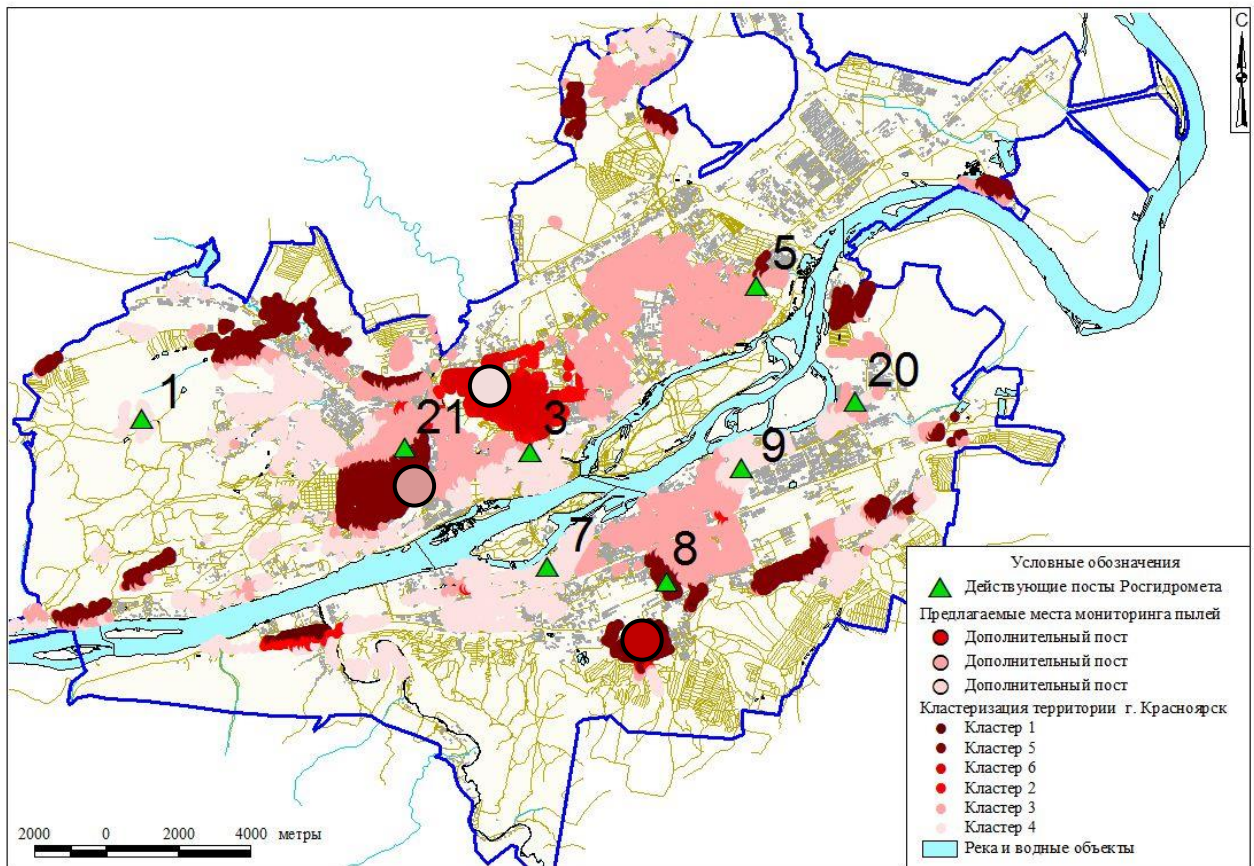 С
5
1
20
21
3
9
7
8
Условные обозначения
Действующие посты Росгидромета
Предлагаемые места мониторинга пылей
Дополнительный пост
Дополнительный пост
Дополнительный пост
Кластеризация территории г. Красноярск
Кластер 1
Кластер 5
Кластер 6
Кластер 2
Кластер 3
Кластер 4
Река и водные объекты
2000 0 2000 4000 метры